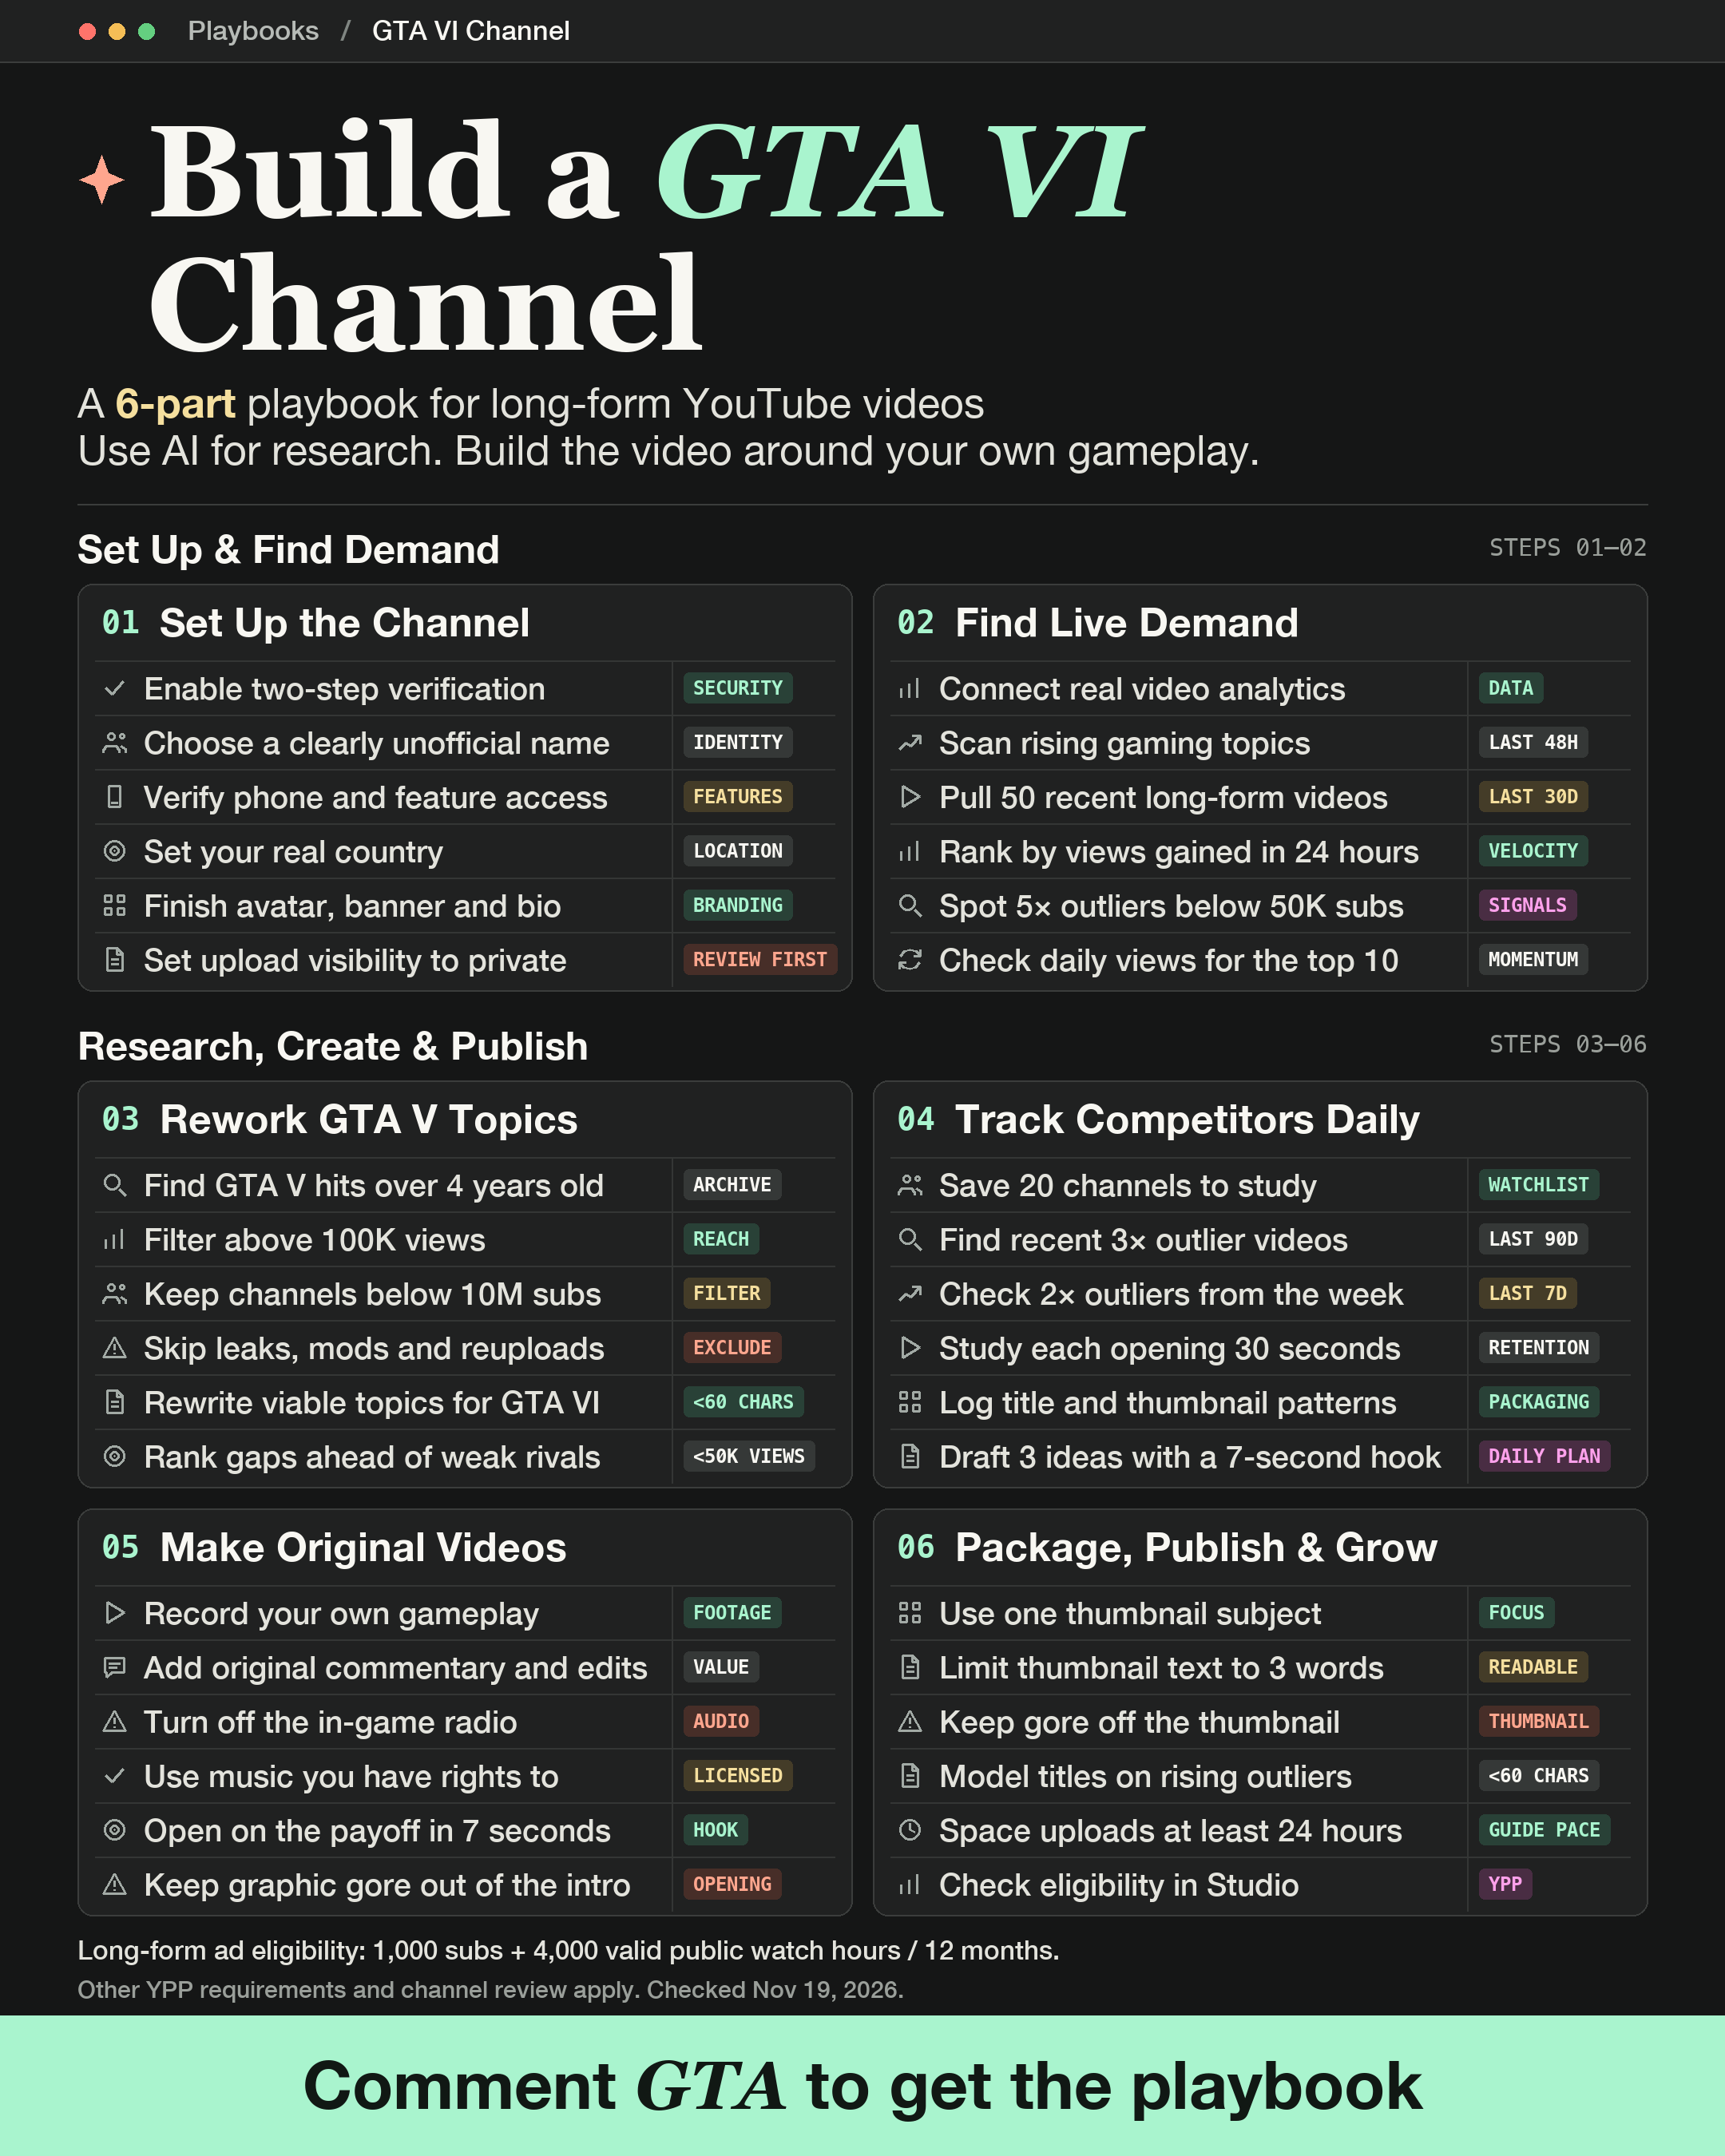 Playbooks / GTA VI Channel
Build a GTA VI
Channel
A 6-part playbook for long-form YouTube videos
Use AI for research. Build the video around your own gameplay.
Set Up & Find Demand
STEPS 01–02
01 Set Up the Channel
Enable two-step verification SECURITY
Choose a clearly unofficial name IDENTITY
Verify phone and feature access FEATURES
Set your real country LOCATION
Finish avatar, banner and bio BRANDING
Set upload visibility to private REVIEW FIRST
02 Find Live Demand
Connect real video analytics DATA
Scan rising gaming topics LAST 48H
Pull 50 recent long-form videos LAST 30D
Rank by views gained in 24 hours VELOCITY
Spot 5× outliers below 50K subs SIGNALS
Check daily views for the top 10 MOMENTUM
Research, Create & Publish
STEPS 03–06
03 Rework GTA V Topics
Find GTA V hits over 4 years old ARCHIVE
Filter above 100K views REACH
Keep channels below 10M subs FILTER
Skip leaks, mods and reuploads EXCLUDE
Rewrite viable topics for GTA VI <60 CHARS
Rank gaps ahead of weak rivals <50K VIEWS
04 Track Competitors Daily
Save 20 channels to study WATCHLIST
Find recent 3× outlier videos LAST 90D
Check 2× outliers from the week LAST 7D
Study each opening 30 seconds RETENTION
Log title and thumbnail patterns PACKAGING
Draft 3 ideas with a 7-second hook DAILY PLAN
05 Make Original Videos
Record your own gameplay FOOTAGE
Add original commentary and edits VALUE
Turn off the in-game radio AUDIO
Use music you have rights to LICENSED
Open on the payoff in 7 seconds HOOK
Keep graphic gore out of the intro OPENING
06 Package, Publish & Grow
Use one thumbnail subject FOCUS
Limit thumbnail text to 3 words READABLE
Keep gore off the thumbnail THUMBNAIL
Model titles on rising outliers <60 CHARS
Space uploads at least 24 hours GUIDE PACE
Check eligibility in Studio YPP
Long-form ad eligibility: 1,000 subs + 4,000 valid public watch hours / 12 months.
Other YPP requirements and channel review apply. Checked Nov 19, 2026.
Comment GTA to get the playbook